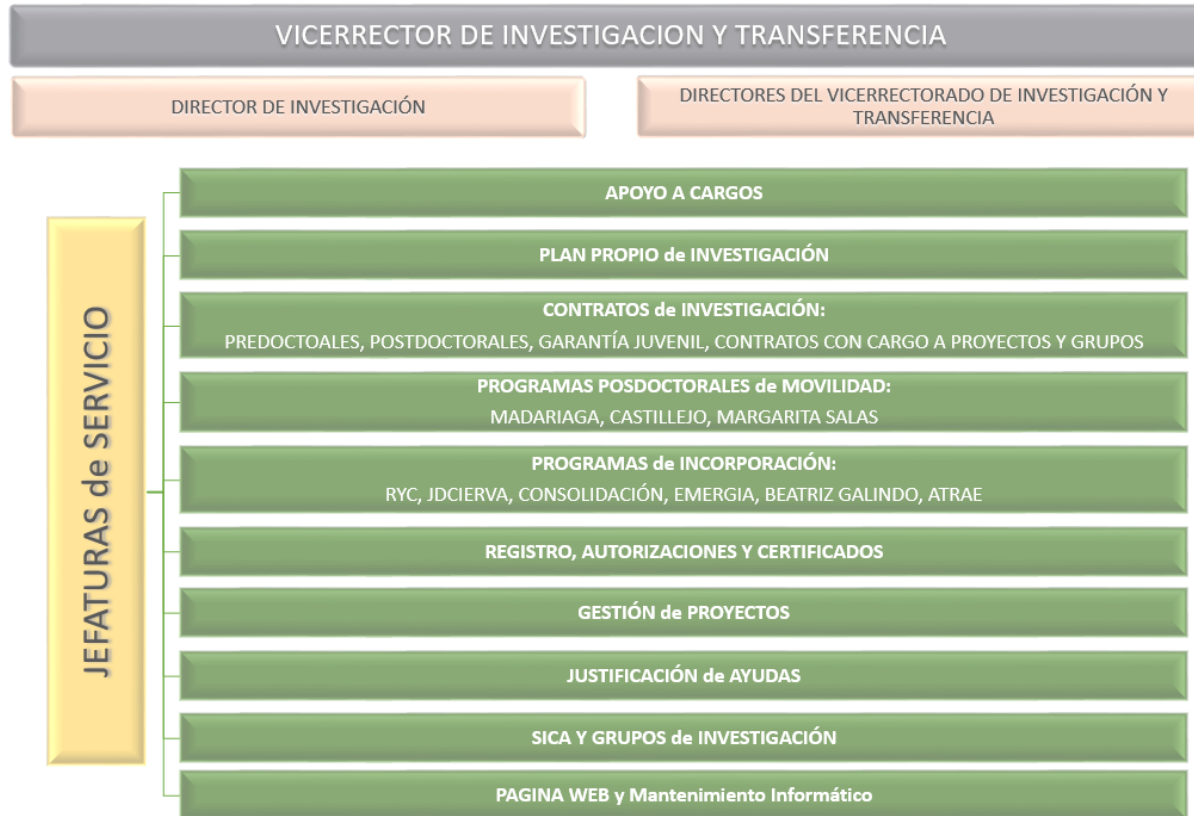 VICERRECTOR DE INVESTIGACION Y TRANSFERENCIA
DIRECTOR DE INVESTIGACIÓN
DIRECTORES DEL VICERRECTORADO DE INVESTIGACIÓN Y
TRANSFERENCIA
JEFATURAS de SERVICIO
APOYO A CARGOS
PLAN PROPIO de INVESTIGACIÓN
CONTRATOS de INVESTIGACIÓN:
PREDOCTOALES, POSTDOCTORALES, GARANTÍA JUVENIL, CONTRATOS CON CARGO A PROYECTOS Y GRUPOS
PROGRAMAS POSDOCTORALES de MOVILIDAD:
MADARIAGA, CASTILLEJO, MARGARITA SALAS
PROGRAMAS de INCORPORACIÓN:
RYC, JDCIERVA, CONSOLIDACIÓN, EMERGIA, BEATRIZ GALINDO, ATRAE
REGISTRO, AUTORIZACIONES Y CERTIFICADOS
GESTIÓN de PROYECTOS
JUSTIFICACIÓN de AYUDAS
SICA Y GRUPOS de INVESTIGACIÓN
PAGINA WEB y Mantenimiento Informático